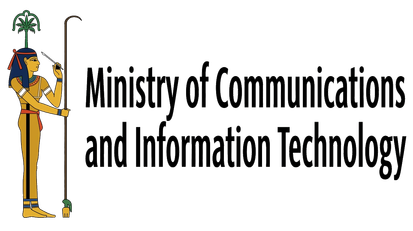 Ministry of Communications
and Information Technology